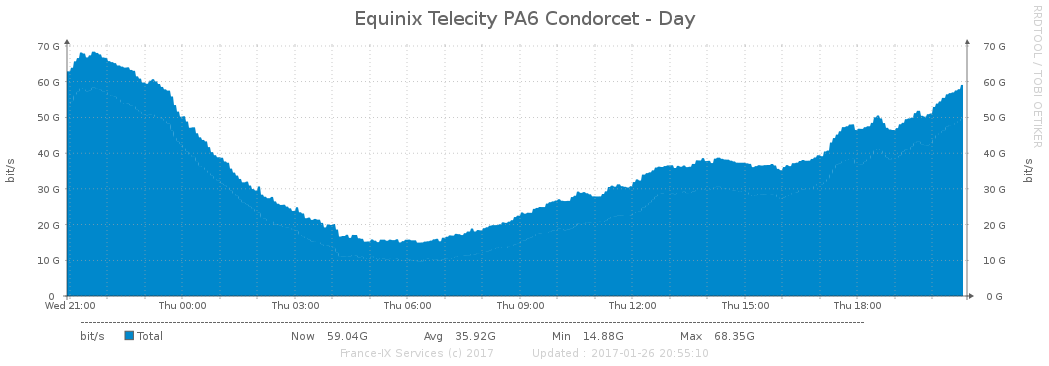 Equinix Telecity PA6 Condorcet - Day
RRDTOOL / TOBI OETIKER
bit/s
70 G
60 G
50 G
40 G
30 G
20 G
10 G
0
70 G
60 G
50 G
40 G
30 G
20 G
10 G
0 G
bit/s
Wed 21:00 Thu 00:00 Thu 03:00 Thu 06:00 Thu 09:00 Thu 12:00 Thu 15:00 Thu 18:00
bit/s Total Now 59.04G Avg 35.92G Min 14.88G Max 68.35G
France-IX Services (c) 2017 Updated : 2017-01-26 20:55:10